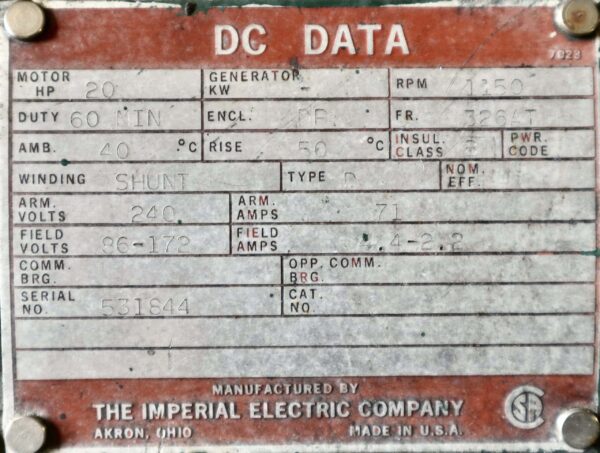 DC DATA
7023
MOTOR HP 20 GENERATOR KW RPM 1150
DUTY 60 MIN ENCL. FR. 326AT
AMB. 40 °C RISE 50 °C INSUL. CLASS PWR. CODE
WINDING SHUNT TYPE D NOM. EFF.
ARM. VOLTS 240 ARM. AMPS 71
FIELD VOLTS 86-172 FIELD AMPS 4.4-2.2
COMM. BRG. OPP. COMM. BRG.
SERIAL NO. 531844 CAT. NO.
MANUFACTURED BY
THE IMPERIAL ELECTRIC COMPANY
AKRON, OHIO MADE IN U.S.A.